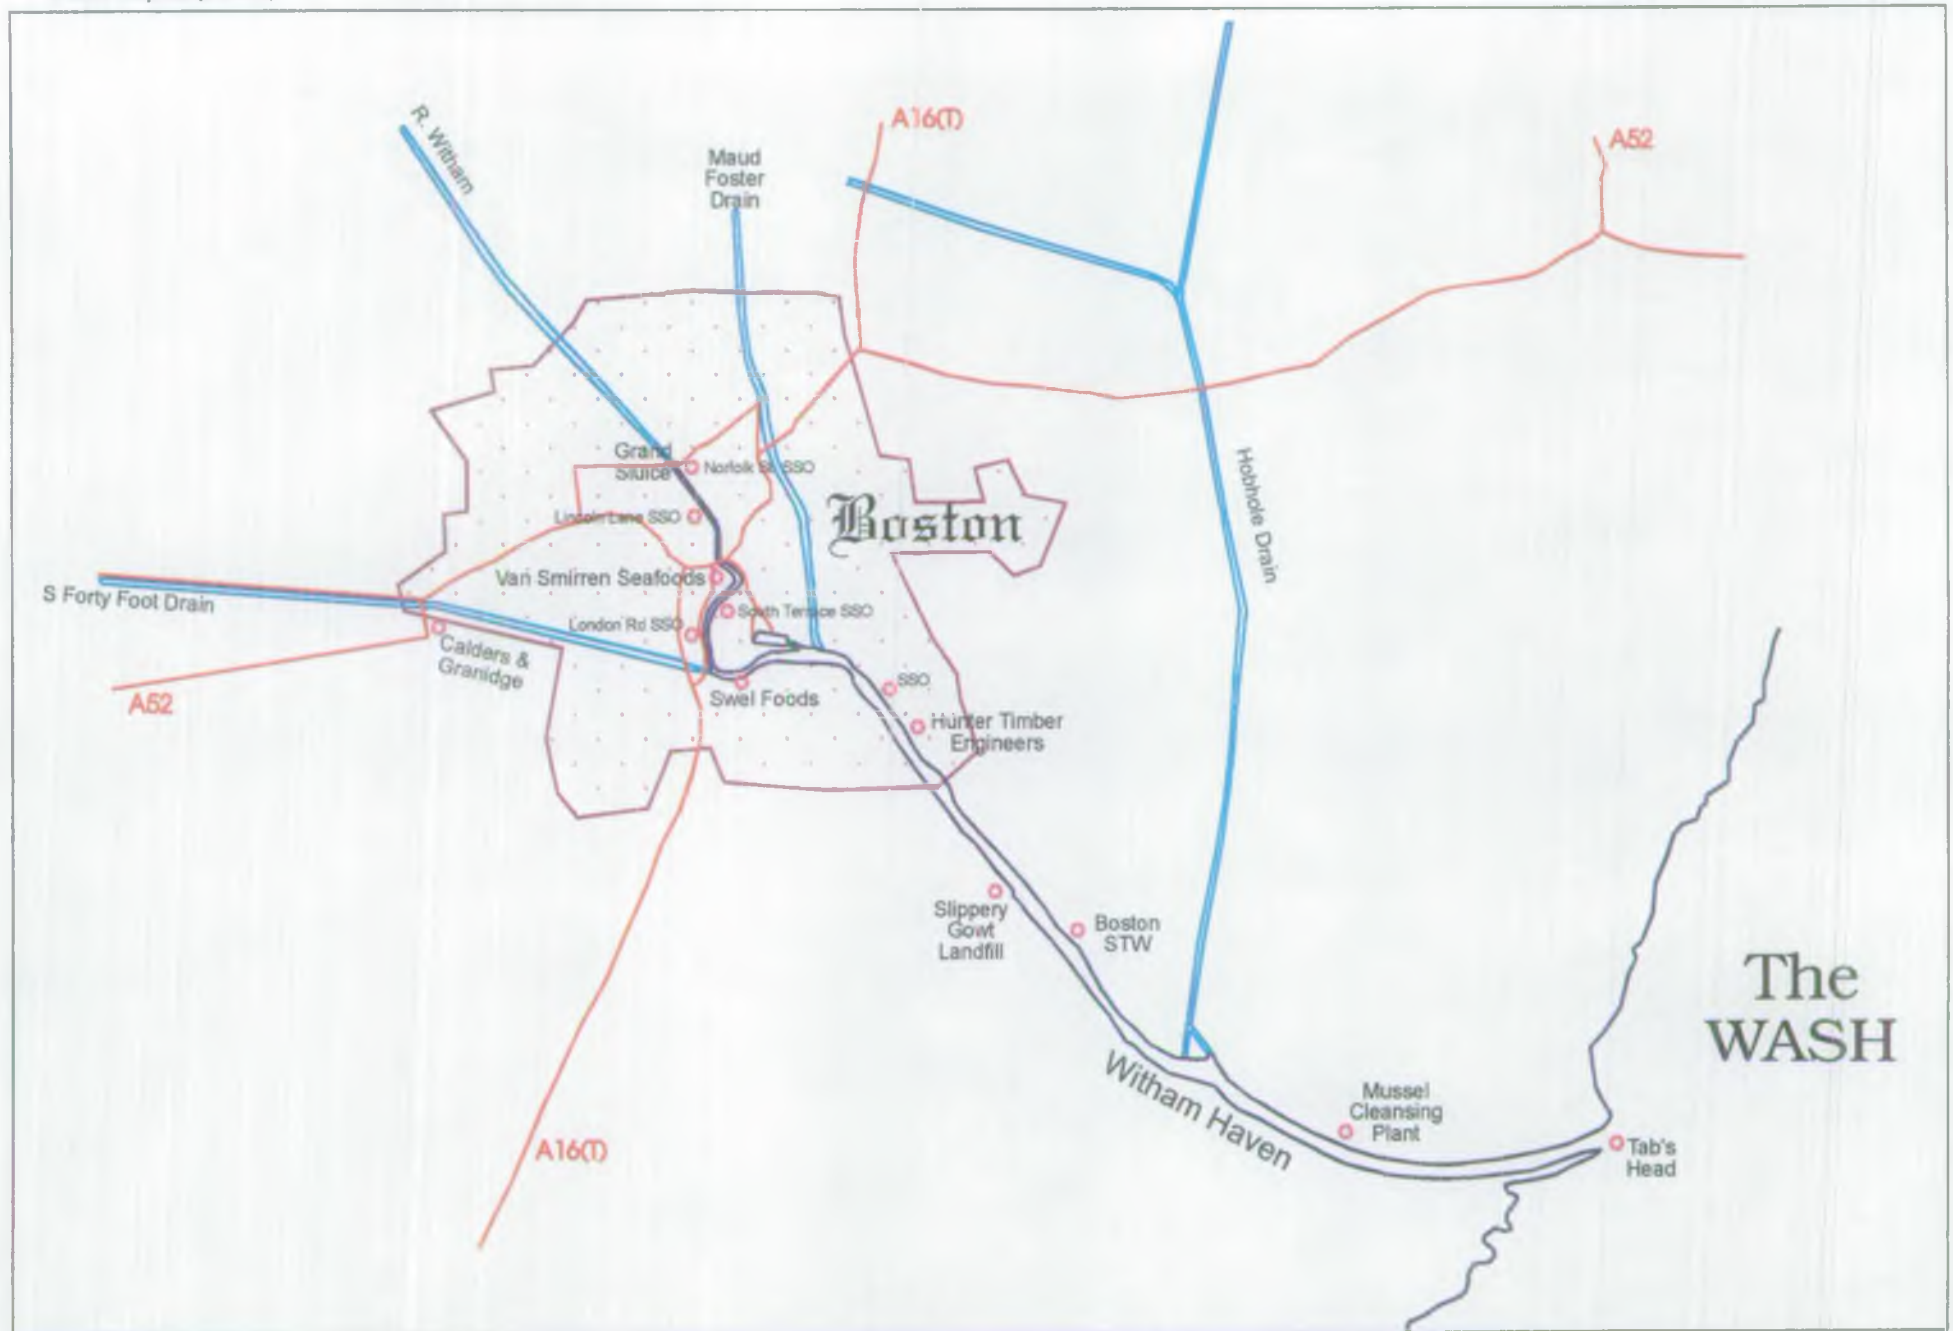 R. Witham
Maud
Foster
Drain
A16(T)
A52
Grand
Sluice
Norfolk St. SSO
Lincoln Lane SSO
Boston
Hobhole Drain
Van Smirren Seafoods
S Forty Foot Drain
South Terrace SSO
London Rd SSO
Calders &
Granidge
A52
Swel Foods
SSO
Hunter Timber
Engineers
Slippery
Gowt
Landfill
Boston
STW
The
WASH
Witham Haven
Mussel
Cleansing
Plant
Tab's
Head
A16(T)